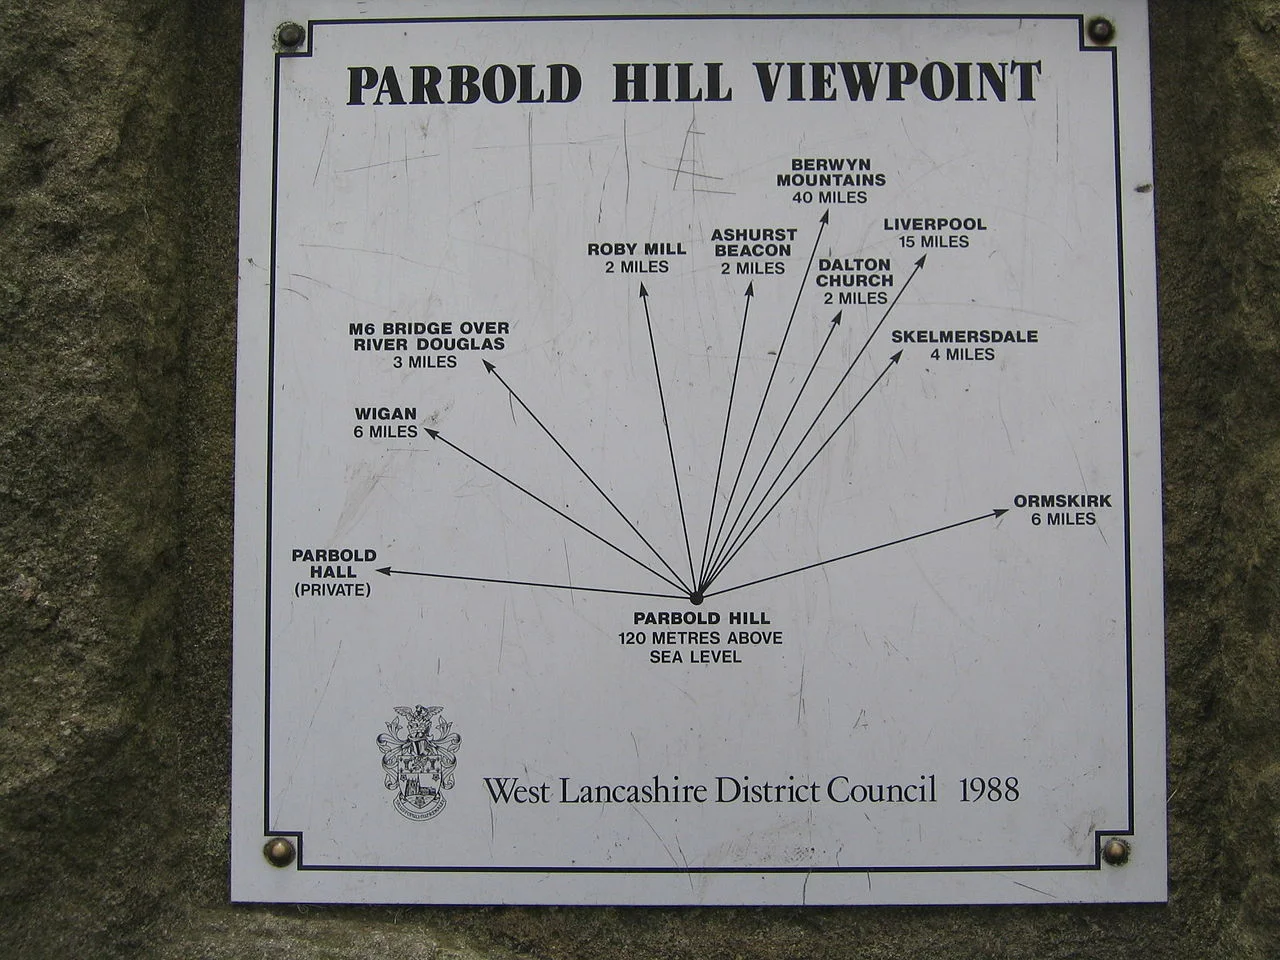 PARBOLD HILL VIEWPOINT
BERWYN
MOUNTAINS
40 MILES
LIVERPOOL
15 MILES
ASHURST
BEACON
2 MILES
ROBY MILL
2 MILES
DALTON
CHURCH
2 MILES
M6 BRIDGE OVER
RIVER DOUGLAS
3 MILES
SKELMERSDALE
4 MILES
WIGAN
6 MILES
ORMSKIRK
6 MILES
PARBOLD
HALL
(PRIVATE)
PARBOLD HILL
120 METRES ABOVE
SEA LEVEL
West Lancashire District Council 1988